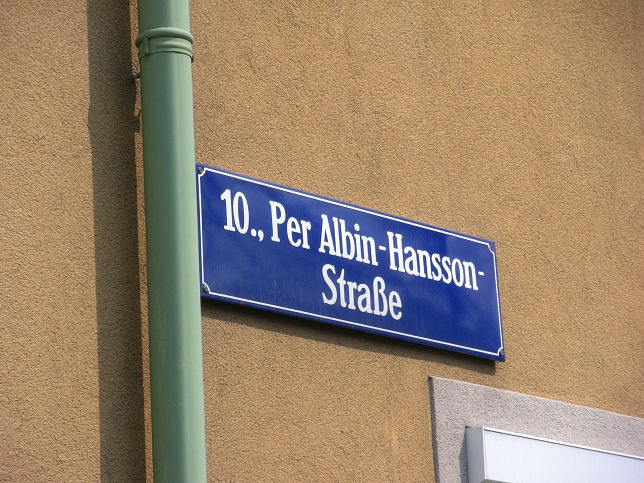 10., Per Albin-Hansson-
Straße